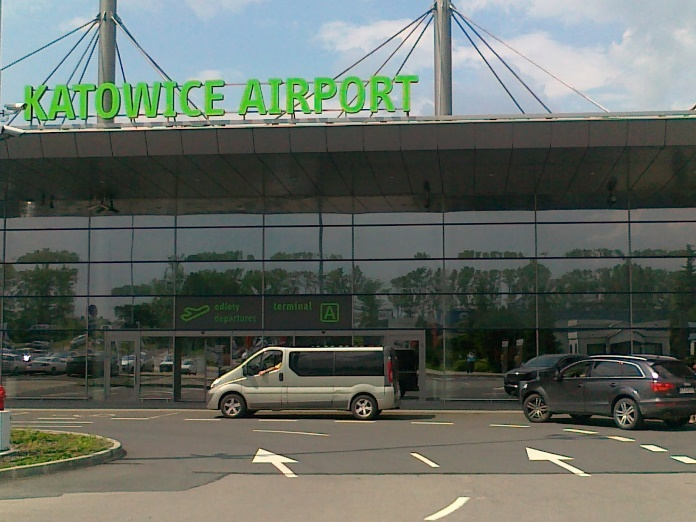 KATOWICE AIRPORT
odloty terminal A
departures